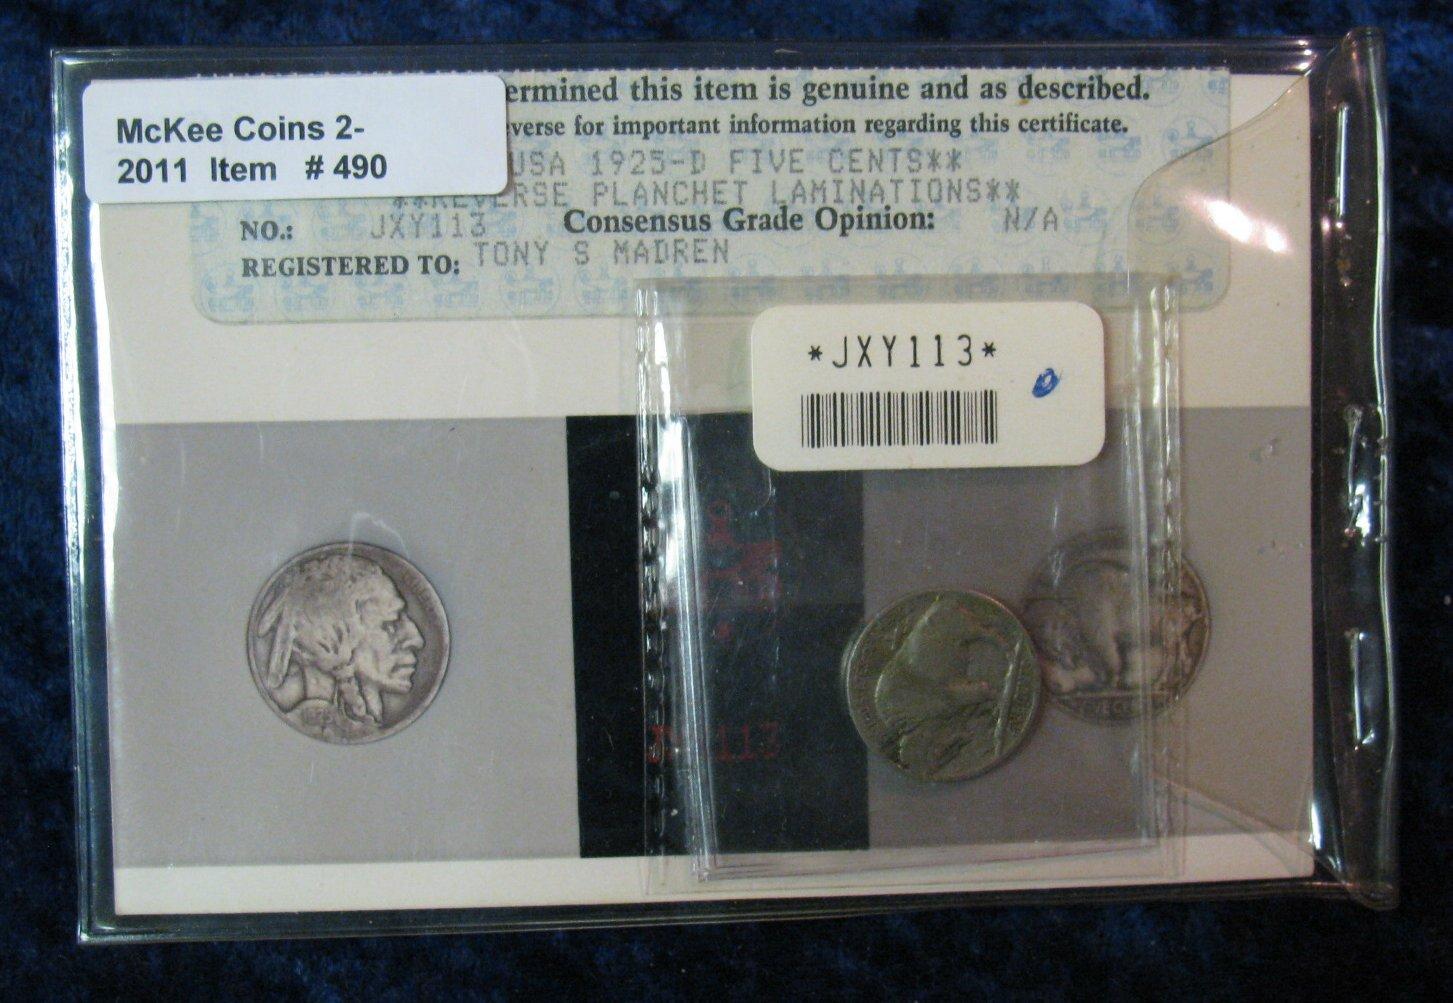 McKee Coins 2-
2011 Item # 490
ermined this item is genuine and as described.
everse for important information regarding this certificate.
USA 1925-D FIVE CENTS**
**REVERSE PLANCHET LAMINATIONS**
NO.: JXY113 Consensus Grade Opinion: N/A
REGISTERED TO: TONY S MADREN
*JXY113*
113